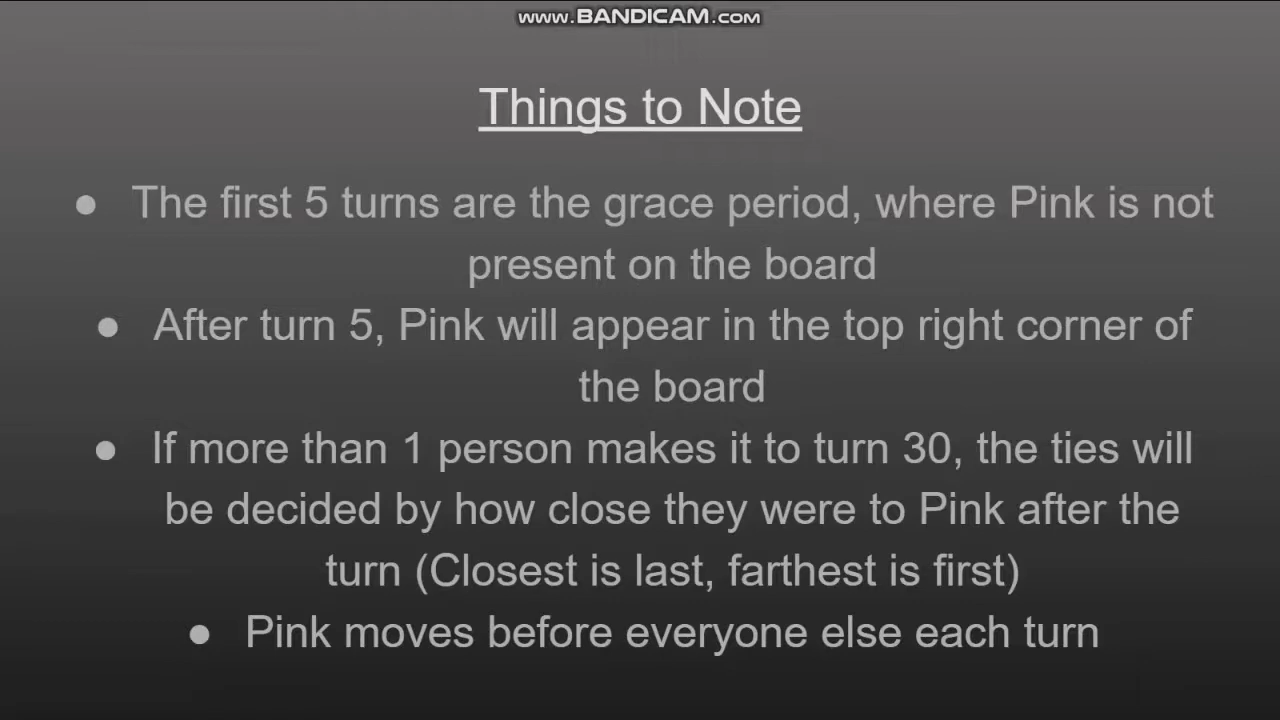 www.BANDICAM.com
Things to Note
● The first 5 turns are the grace period, where Pink is not
present on the board
● After turn 5, Pink will appear in the top right corner of
the board
● If more than 1 person makes it to turn 30, the ties will
be decided by how close they were to Pink after the
turn (Closest is last, farthest is first)
● Pink moves before everyone else each turn